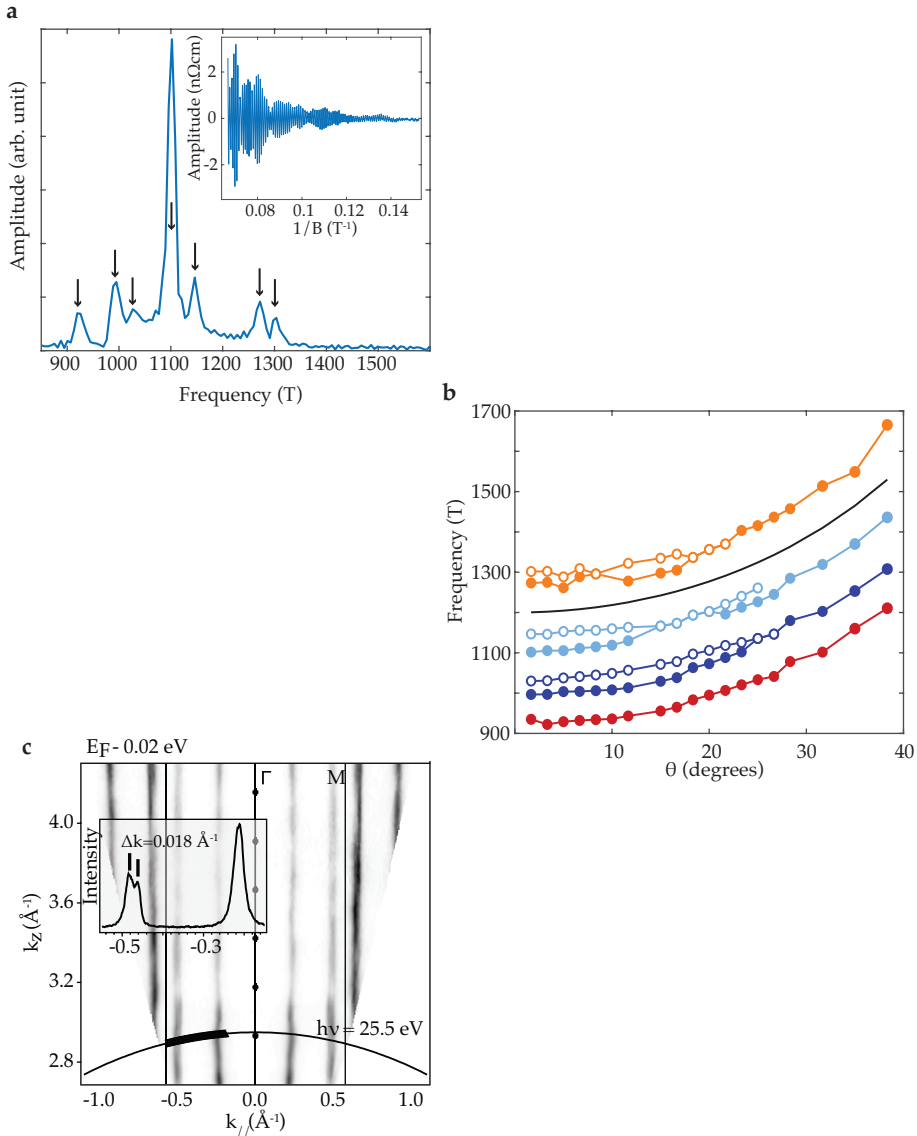 a
Amplitude (arb. unit)
900 1000 1100 1200 1300 1400 1500
Frequency (T)
Amplitude (nΩcm)
2
0
-2
0.08 0.1 0.12 0.14
1/B (T⁻¹)
b
Frequency (T)
1700
1500
1300
1100
900
10 20 30 40
θ (degrees)
c
EF - 0.02 eV
Γ
M
kz (Å⁻¹)
4.0
3.6
3.2
2.8
Intensity
Δk=0.018 Å⁻¹
-0.5 -0.3
hν = 25.5 eV
-1.0 -0.5 0.0 0.5 1.0
k// (Å⁻¹)